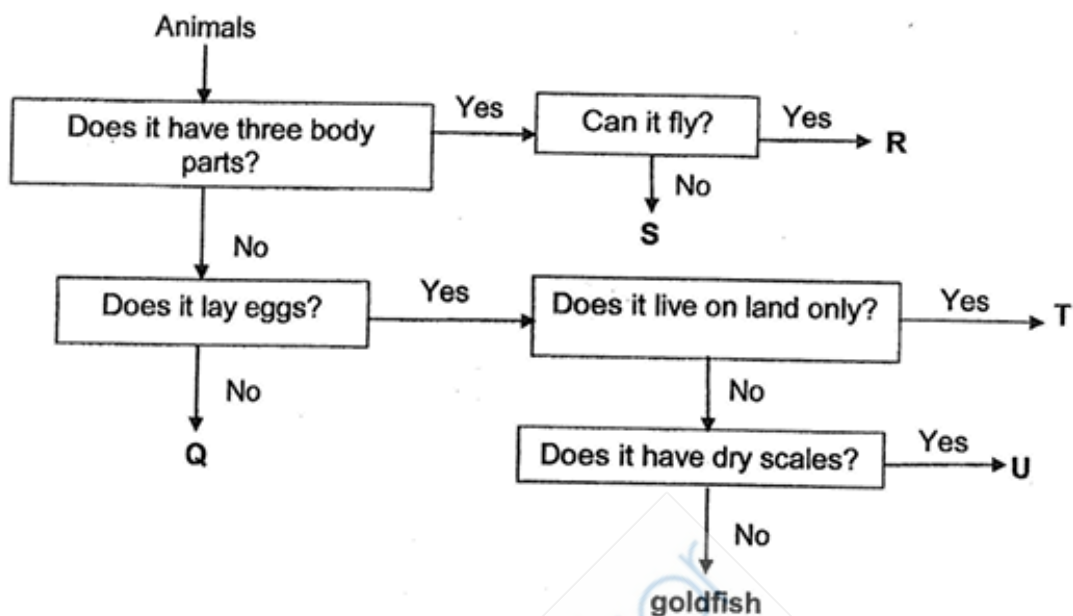 Animals
Does it have three body
parts?
Yes
Can it fly?
Yes
R
No
S
No
Does it lay eggs?
Yes
Does it live on land only?
Yes
T
No
Q
No
Does it have dry scales?
Yes
U
No
goldfish